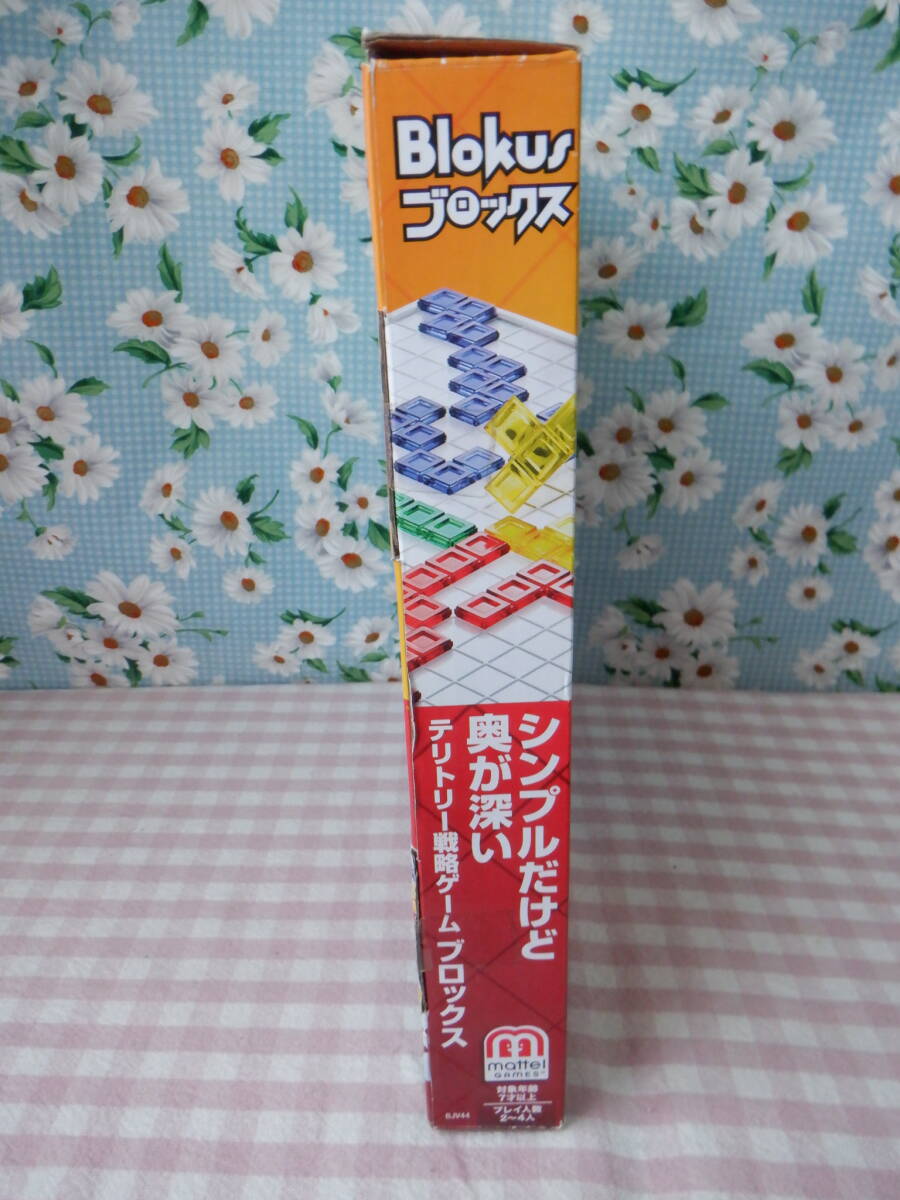 Blokus
ブロックス
シンプルだけど
奥が深い
テリトリー戦略ゲーム ブロックス
mattel
GAMES™
対象年齢
7才以上
プレイ人数
2～4人
BJV44